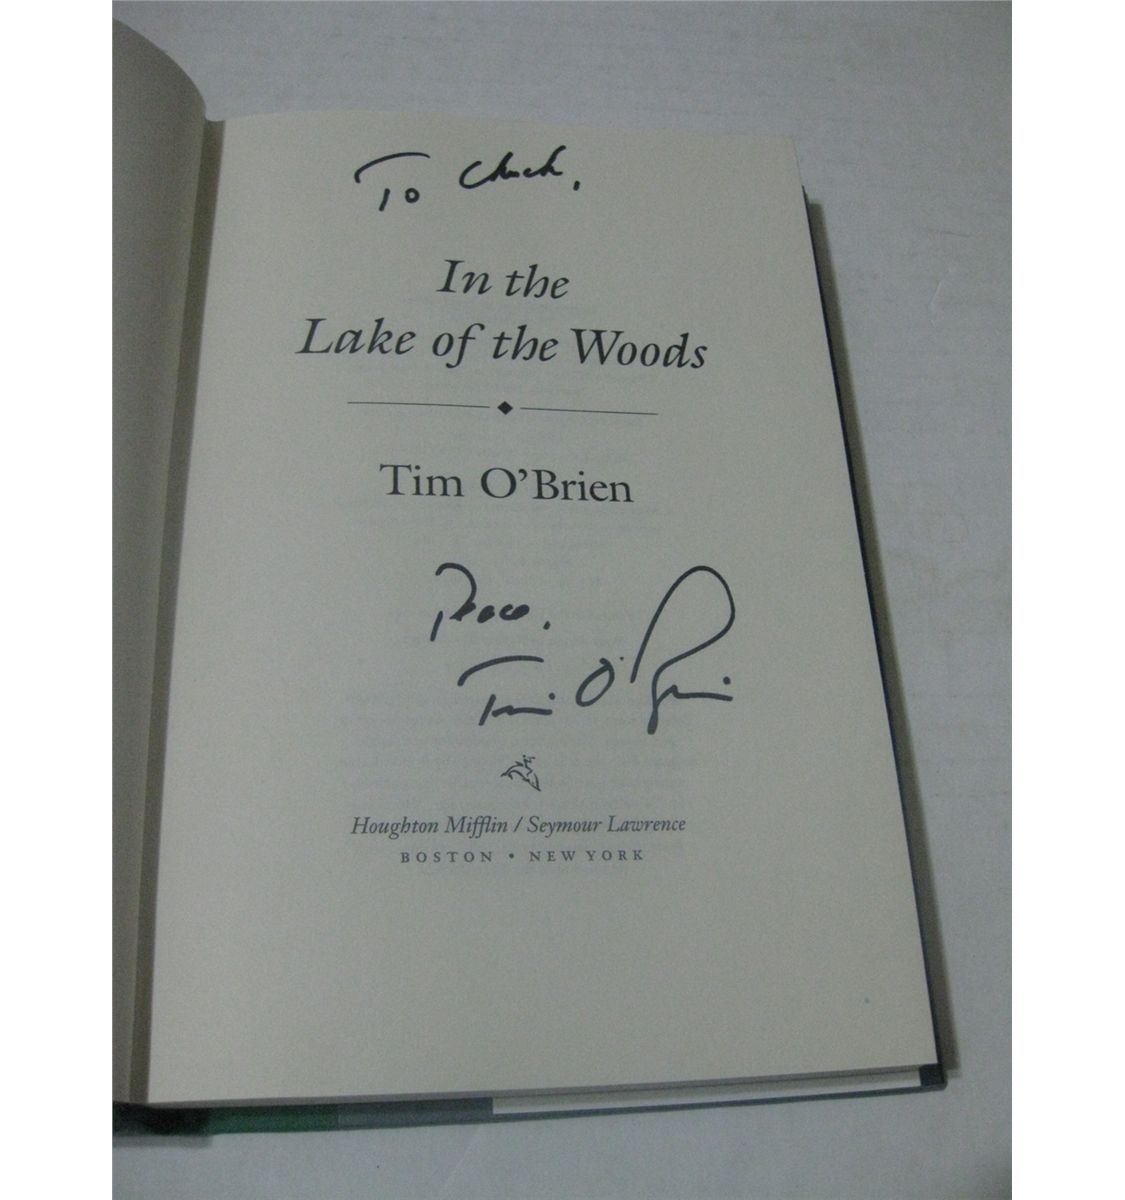 To Chuck,
In the
Lake of the Woods
Tim O'Brien
Peace,
Tim O'Brien
Houghton Mifflin / Seymour Lawrence
BOSTON • NEW YORK